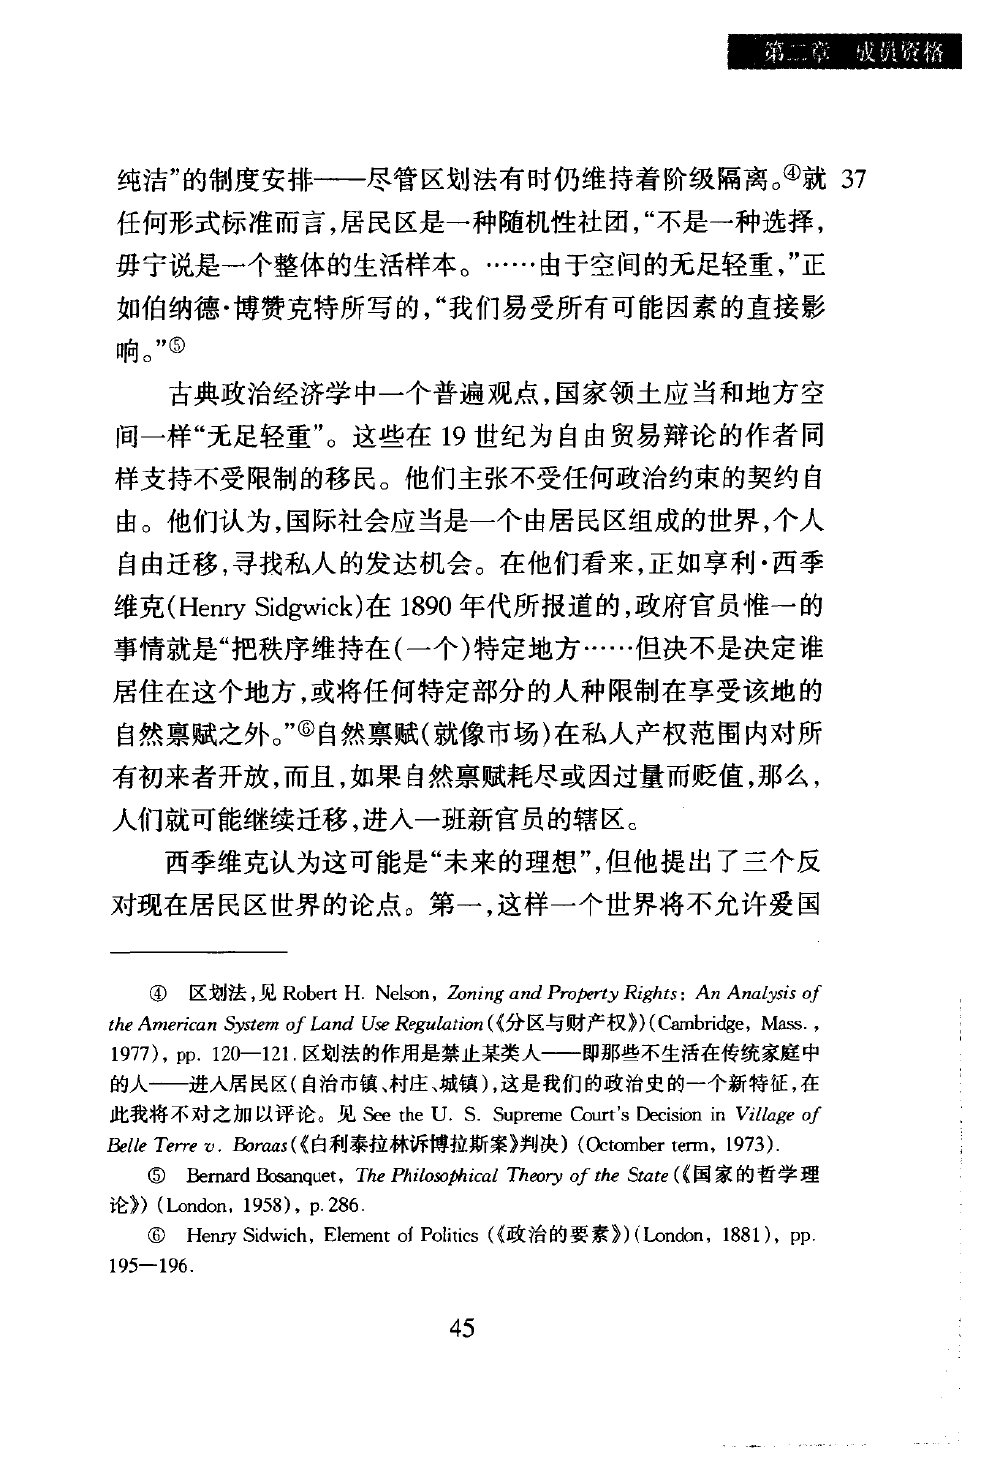 第二章 成员资格
纯洁”的制度安排——尽管区划法有时仍维持着阶级隔离。④就 37
任何形式标准而言,居民区是一种随机性社团,“不是一种选择,
毋宁说是一个整体的生活样本。……由于空间的无足轻重,”正
如伯纳德·博赞克特所写的,“我们易受所有可能因素的直接影
响。”⑤
古典政治经济学中一个普遍观点,国家领土应当和地方空
间一样“无足轻重”。这些在 19 世纪为自由贸易辩论的作者同
样支持不受限制的移民。他们主张不受任何政治约束的契约自
由。他们认为,国际社会应当是一个由居民区组成的世界,个人
自由迁移,寻找私人的发达机会。在他们看来,正如享利·西季
维克(Henry Sidgwick)在 1890 年代所报道的,政府官员惟一的
事情就是“把秩序维持在(一个)特定地方……但决不是决定谁
居住在这个地方,或将任何特定部分的人种限制在享受该地的
自然禀赋之外。”⑥自然禀赋(就像市场)在私人产权范围内对所
有初来者开放,而且,如果自然禀赋耗尽或因过量而贬值,那么,
人们就可能继续迁移,进入一班新官员的辖区。
西季维克认为这可能是“未来的理想”,但他提出了三个反
对现在居民区世界的论点。第一,这样一个世界将不允许爱国
④ 区划法,见 Robert H. Nelson, Zoning and Property Rights: An Analysis of
the American System of Land Use Regulation(《分区与财产权》)(Cambridge, Mass.,
1977), pp. 120—121.区划法的作用是禁止某类人——即那些不生活在传统家庭中
的人——进入居民区(自治市镇、村庄、城镇),这是我们的政治史的一个新特征,在
此我将不对之加以评论。见 See the U. S. Supreme Court's Decision in Village of
Belle Terre v. Boraas(《白利泰拉林诉博拉斯案》判决) (Octomber term, 1973).
⑤ Bernard Bosanquet, The Philosophical Theory of the State(《国家的哲学理
论》) (London, 1958), p.286.
⑥ Henry Sidwich, Element of Politics (《政治的要素》)(London, 1881), pp.
195—196.
45